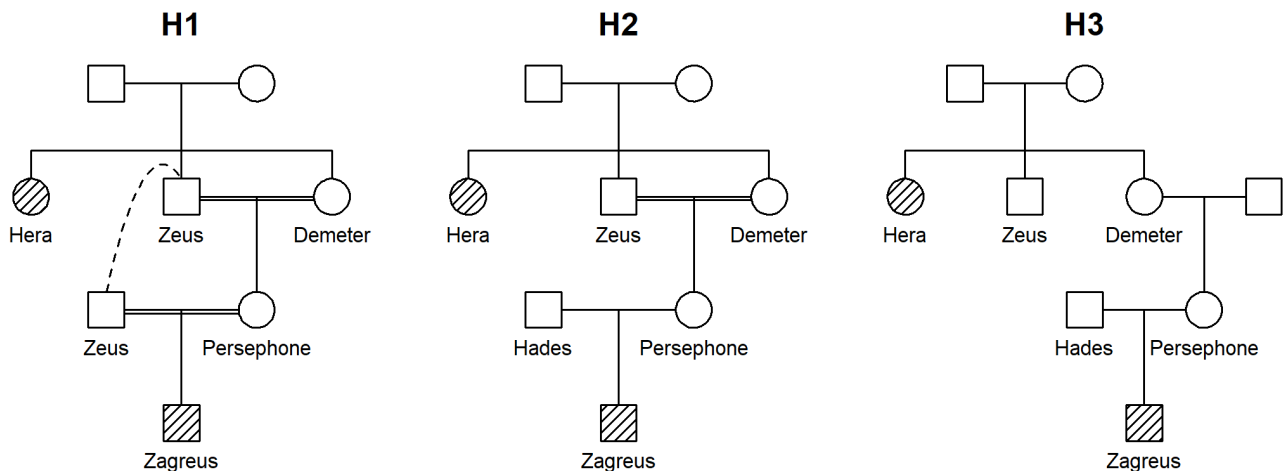 H1 H2 H3
Hera Zeus Demeter Hera Zeus Demeter Hera Zeus Demeter
Zeus Persephone Hades Persephone Hades Persephone
Zagreus Zagreus Zagreus